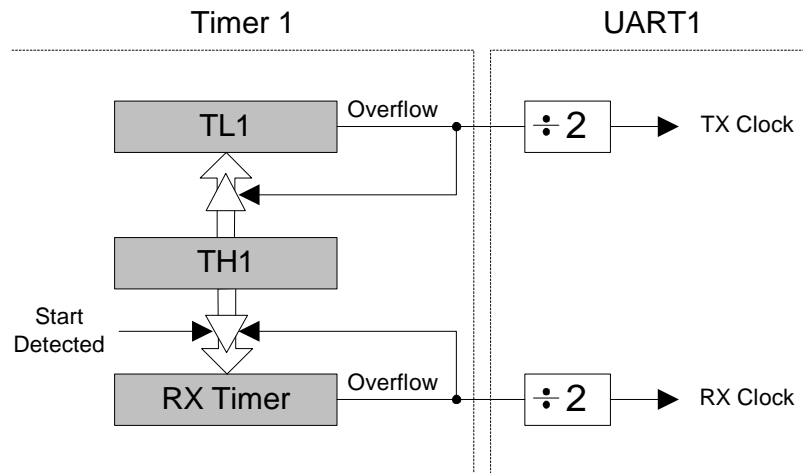 Timer 1
UART1
TL1
Overflow
÷ 2
TX Clock
TH1
Start
Detected
RX Timer
Overflow
÷ 2
RX Clock